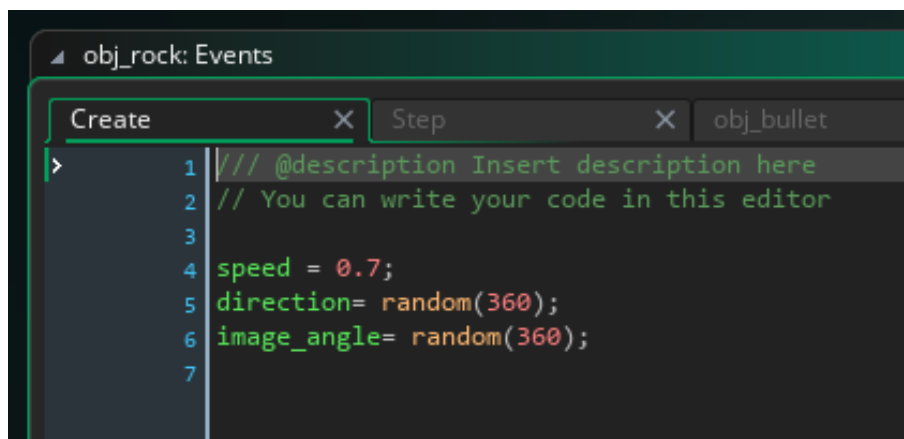 obj_rock: Events
Create Step obj_bullet
1 /// @description Insert description here
2 // You can write your code in this editor
3
4 speed = 0.7;
5 direction= random(360);
6 image_angle= random(360);
7